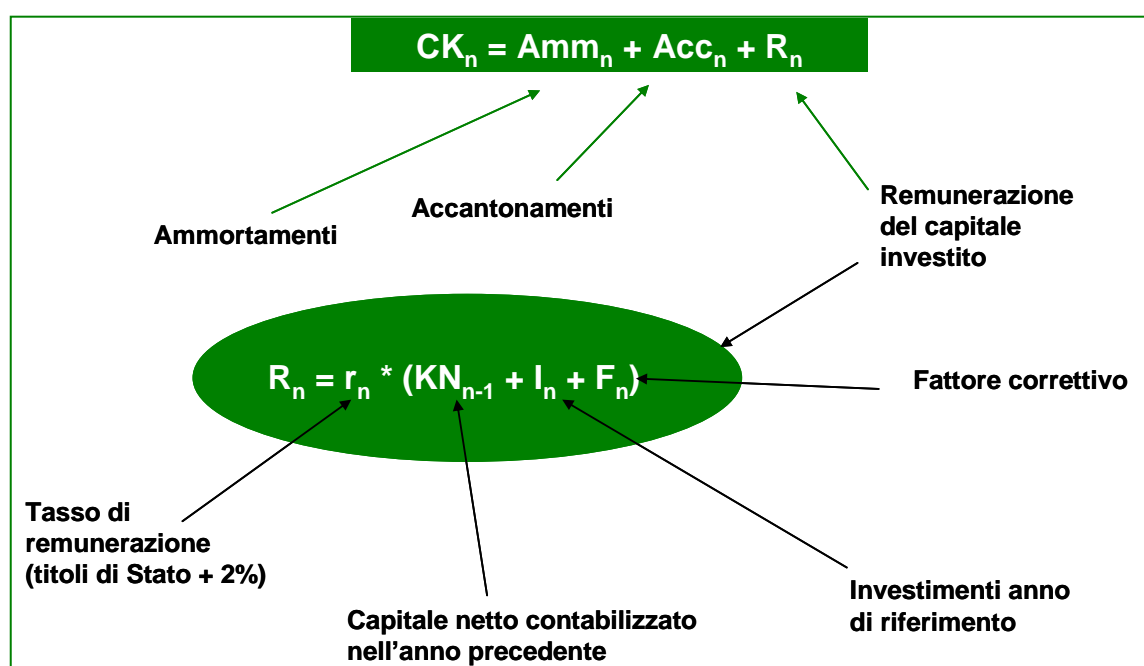 CKn = Ammn + Accn + Rn
Ammortamenti
Accantonamenti
Remunerazione
del capitale
investito
Rn = rn * (KNn-1 + In + Fn)
Fattore correttivo
Tasso di
remunerazione
(titoli di Stato + 2%)
Capitale netto contabilizzato
nell'anno precedente
Investimenti anno
di riferimento